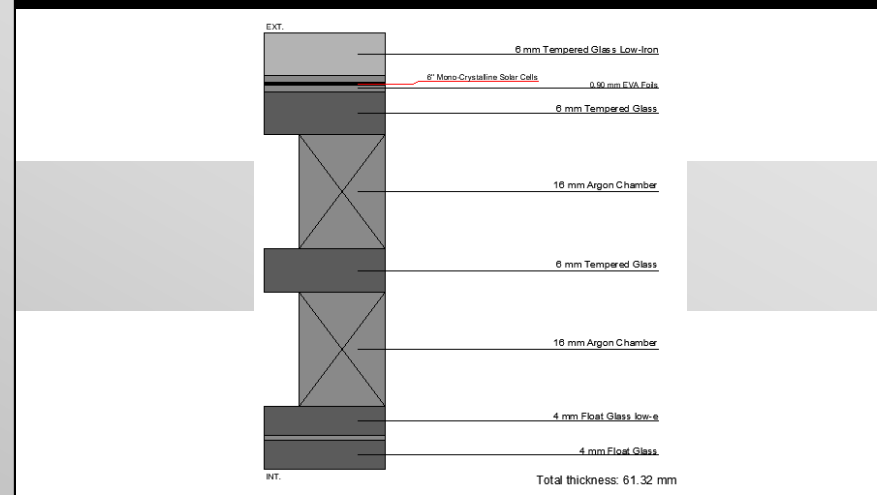 EXT.
6 mm Tempered Glass Low-Iron
6" Mono-Crystalline Solar Cells
0.90 mm EVA Foils
6 mm Tempered Glass
16 mm Argon Chamber
6 mm Tempered Glass
16 mm Argon Chamber
4 mm Float Glass low-e
4 mm Float Glass
INT.
Total thickness: 61.32 mm